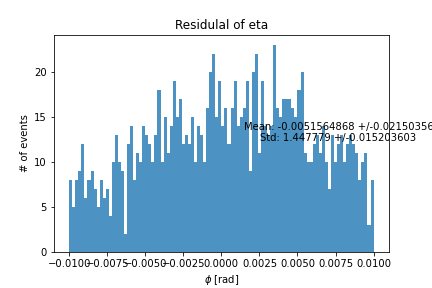 Residulal of eta
# of events
20
15
10
5
0
Mean: -0.0051564868 +/-0.02150356
Std: 1.447779 +/-0.015203603
−0.0100 −0.0075 −0.0050 −0.0025 0.0000 0.0025 0.0050 0.0075 0.0100
ϕ [rad]